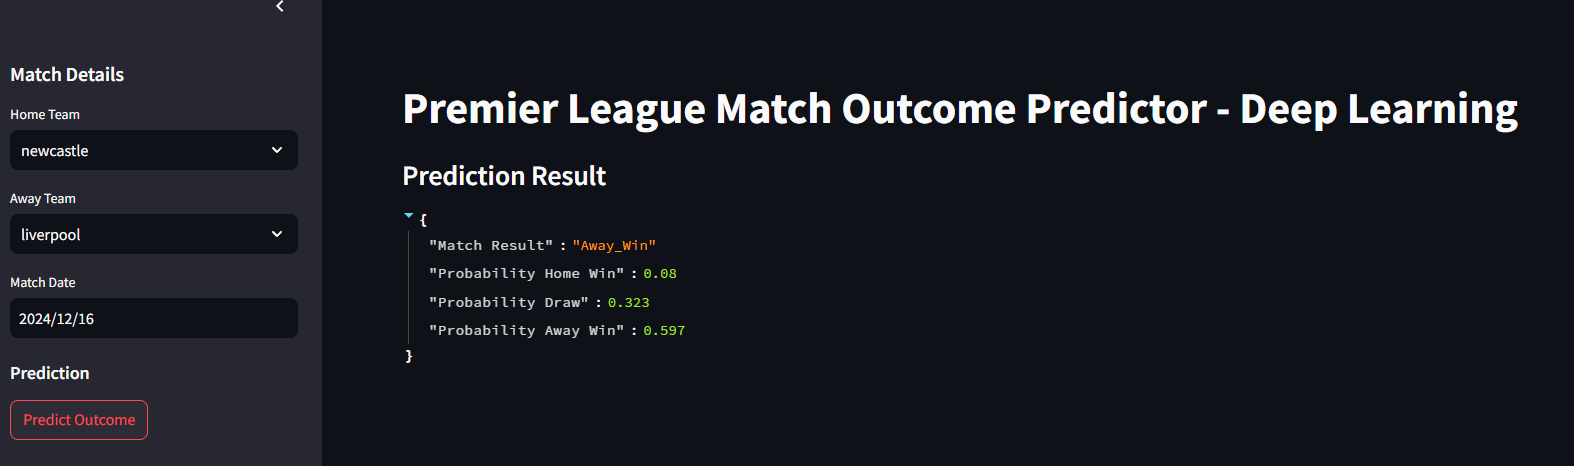 Match Details
Home Team
newcastle
Away Team
liverpool
Match Date
2024/12/16
Prediction
Predict Outcome
Premier League Match Outcome Predictor - Deep Learning
Prediction Result
{
"Match Result" : "Away_Win"
"Probability Home Win" : 0.08
"Probability Draw" : 0.323
"Probability Away Win" : 0.597
}